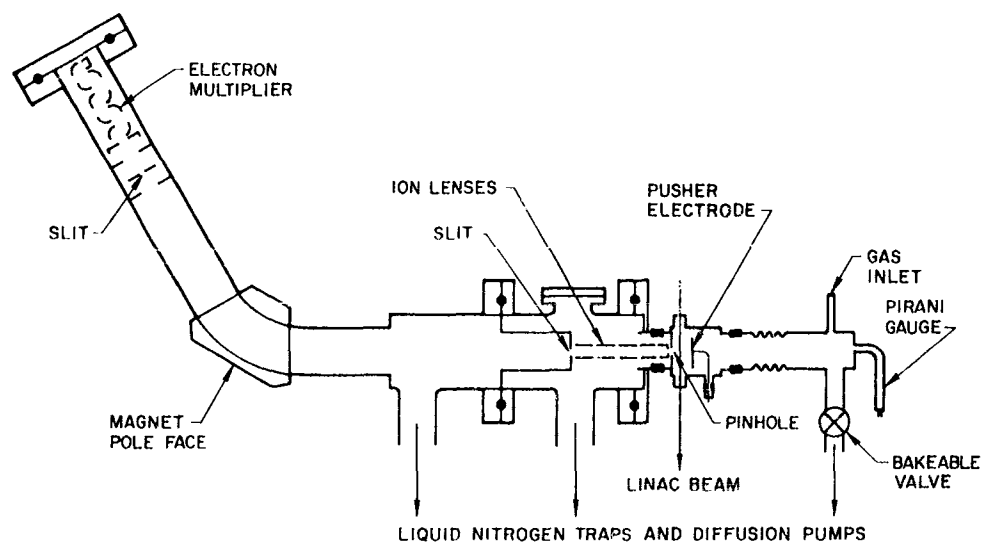 ELECTRON
MULTIPLIER
ION LENSES
PUSHER
ELECTRODE
SLIT
SLIT
GAS
INLET
PIRANI
GAUGE
MAGNET
POLE FACE
PINHOLE
LINAC BEAM
BAKEABLE
VALVE
LIQUID NITROGEN TRAPS AND DIFFUSION PUMPS